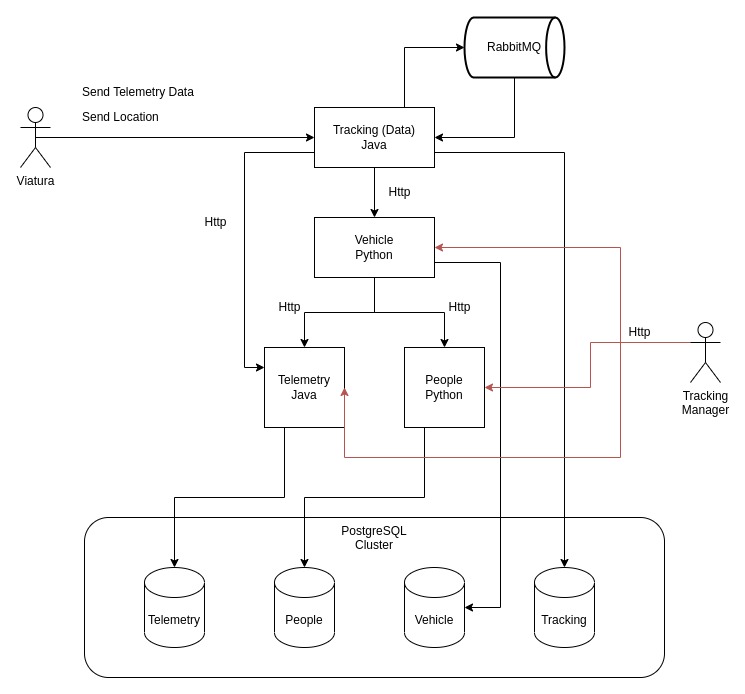 RabbitMQ
Send Telemetry Data
Send Location
Tracking (Data)
Java
Viatura
Http
Http
Vehicle
Python
Http
Http
Http
Telemetry
Java
People
Python
Tracking
Manager
PostgreSQL
Cluster
Telemetry
People
Vehicle
Tracking